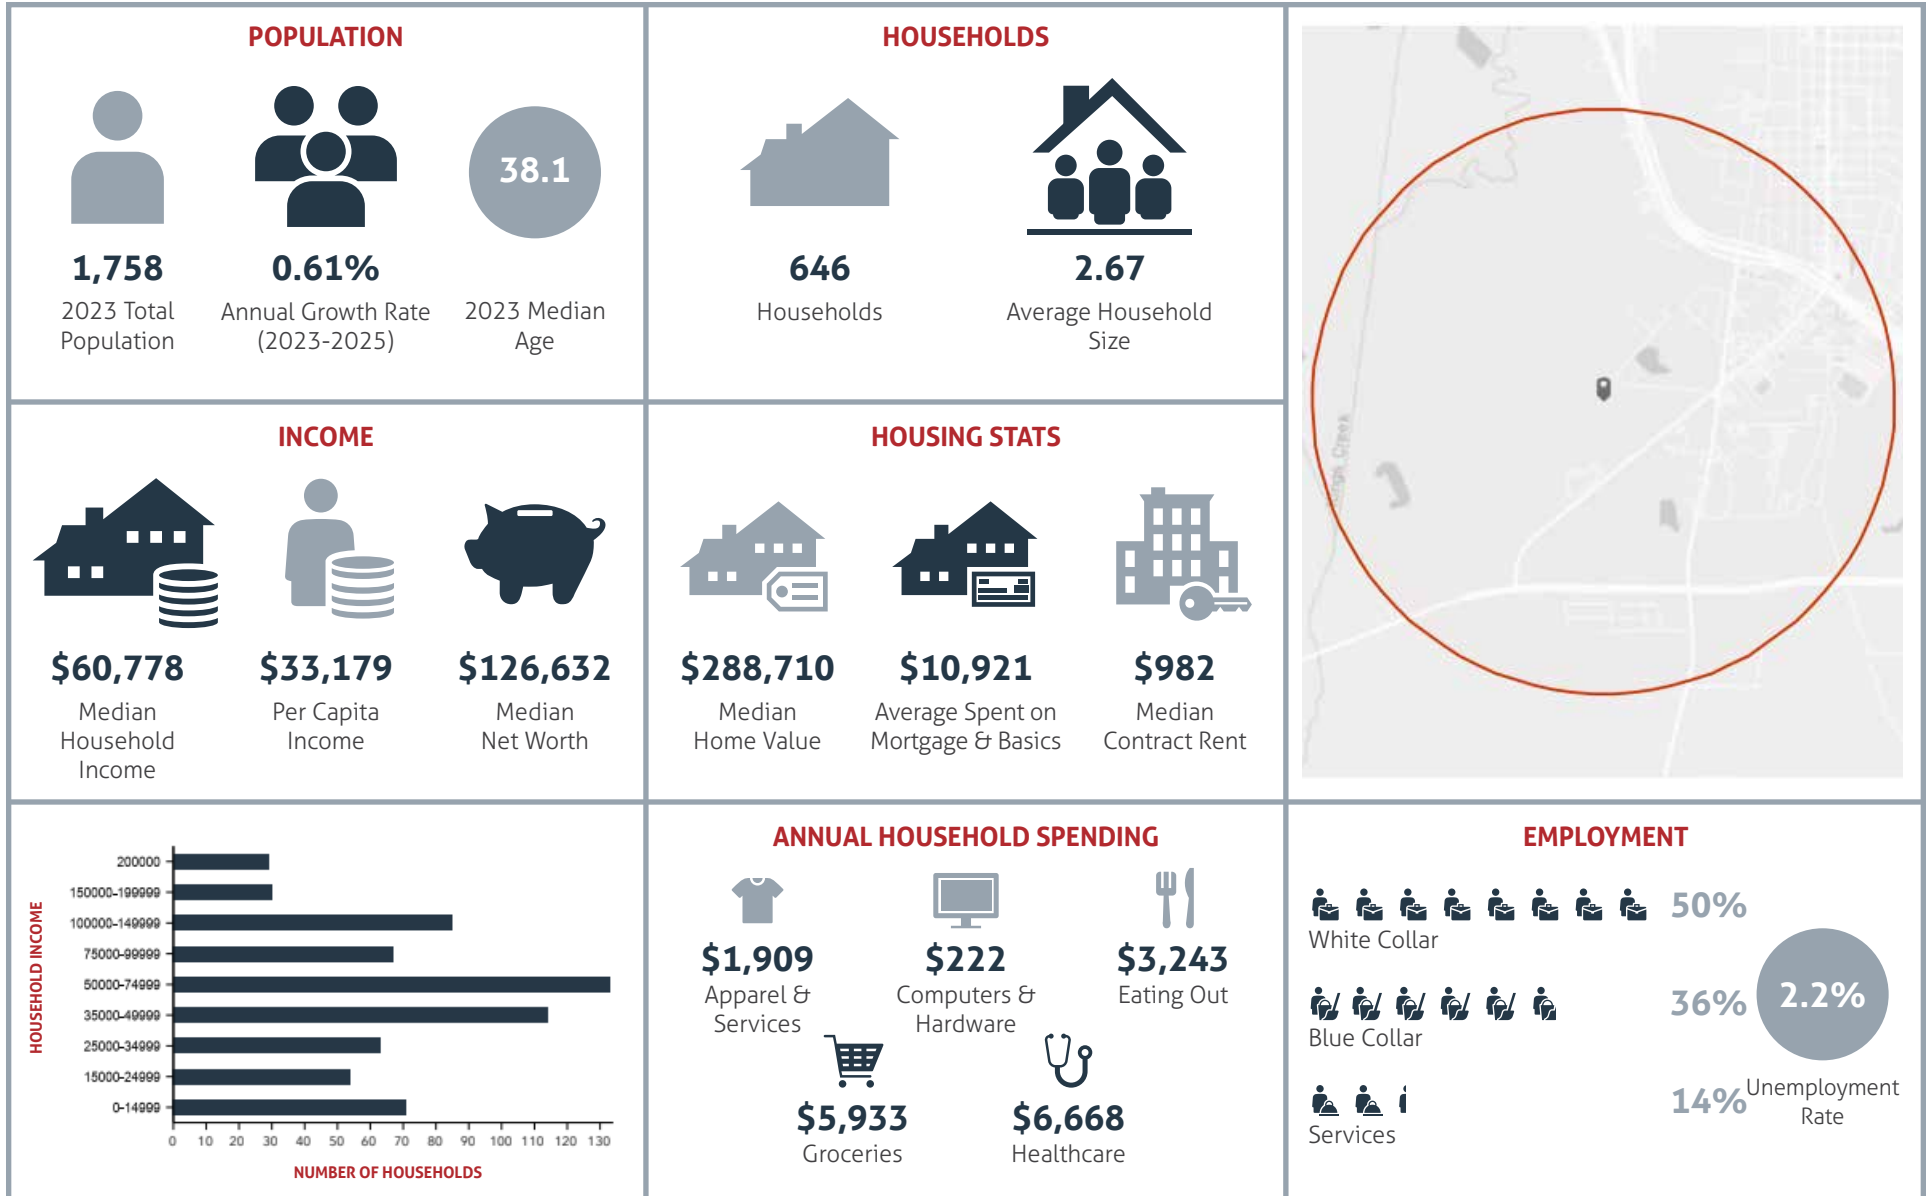 POPULATION
38.1
1,758
2023 Total
Population
0.61%
Annual Growth Rate
(2023-2025)
2023 Median
Age
HOUSEHOLDS
646
Households
2.67
Average Household
Size
Creek
INCOME
$60,778
Median
Household
Income
$33,179
Per Capita
Income
$126,632
Median
Net Worth
HOUSING STATS
$288,710
Median
Home Value
$10,921
Average Spent on
Mortgage & Basics
$982
Median
Contract Rent
HOUSEHOLD INCOME
200000
150000-199999
100000-149999
75000-99999
50000-74999
35000-49999
25000-34999
15000-24999
0-14999
0 10 20 30 40 50 60 70 80 90 100 110 120 130
NUMBER OF HOUSEHOLDS
ANNUAL HOUSEHOLD SPENDING
$1,909
Apparel &
Services
$222
Computers &
Hardware
$3,243
Eating Out
$5,933
Groceries
$6,668
Healthcare
EMPLOYMENT
50%
White Collar
36%
Blue Collar
14%
Services
2.2%
Unemployment
Rate